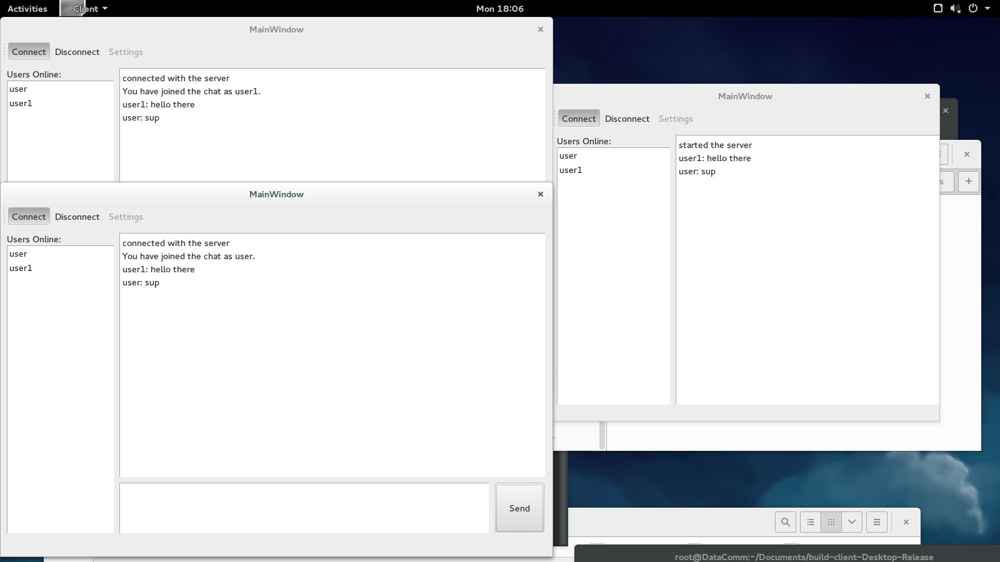 Activities Client Mon 18:06
MainWindow
Connect Disconnect Settings
Users Online:
user
user1
connected with the server
You have joined the chat as user1.
user1: hello there
user: sup
MainWindow
Connect Disconnect Settings
Users Online:
user
user1
connected with the server
You have joined the chat as user.
user1: hello there
user: sup
Send
MainWindow
Connect Disconnect Settings
Users Online:
user
user1
started the server
user1: hello there
user: sup
s
root@DataComm:~/Documents/build-client-Desktop-Release